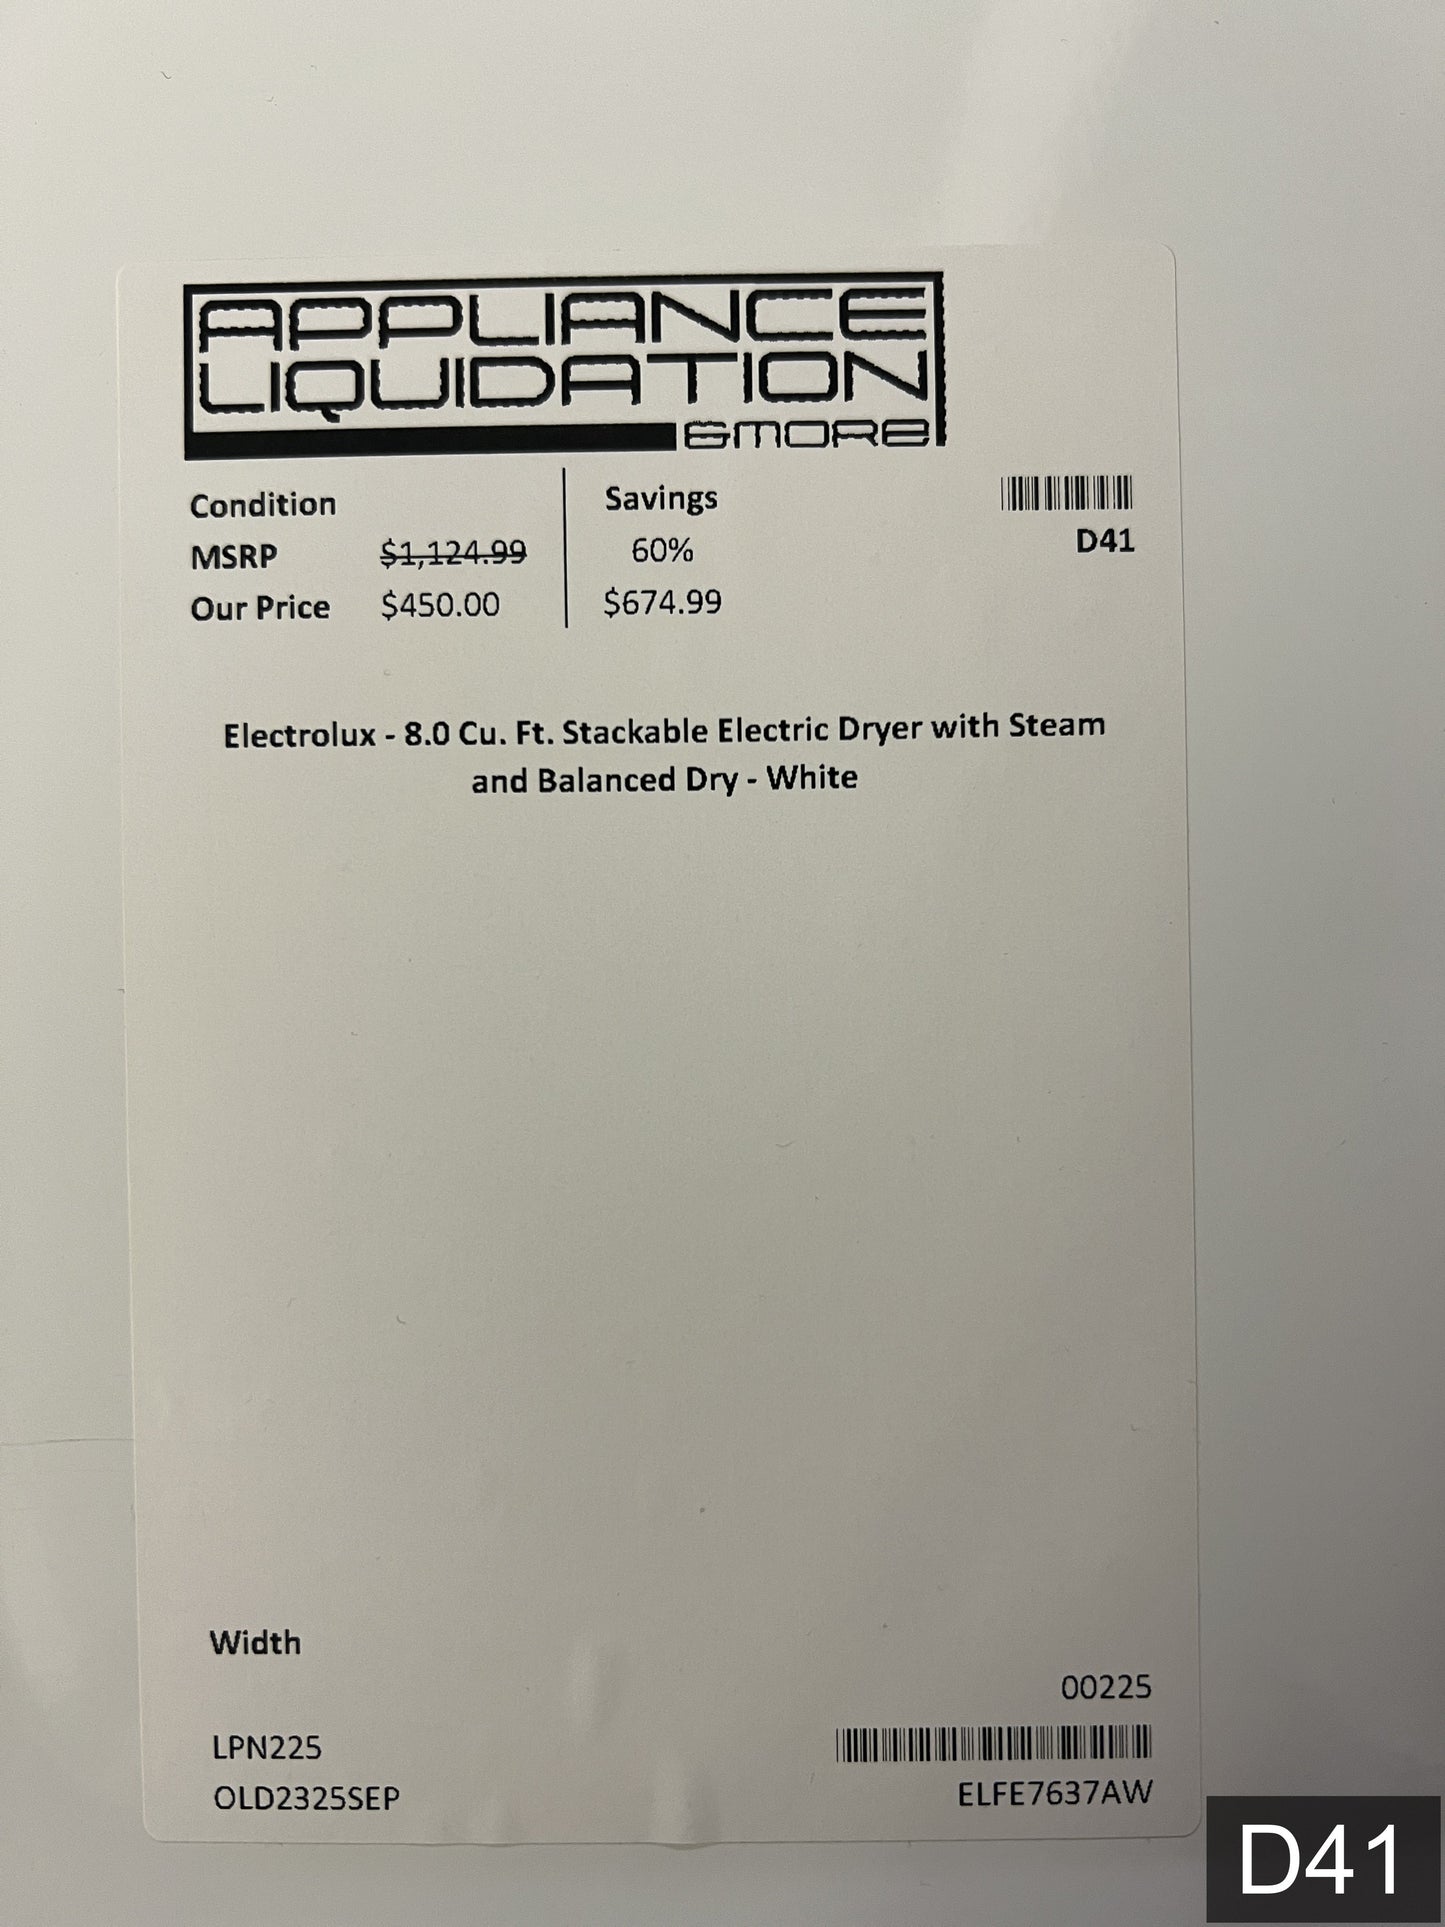 APPLIANCE
LIQUIDATION
&MORE
Condition
MSRP $1,124.99
Our Price $450.00
Savings
60%
$674.99
D41
Electrolux - 8.0 Cu. Ft. Stackable Electric Dryer with Steam
and Balanced Dry - White
Width
00225
LPN225
OLD2325SEP
ELFE7637AW
D41